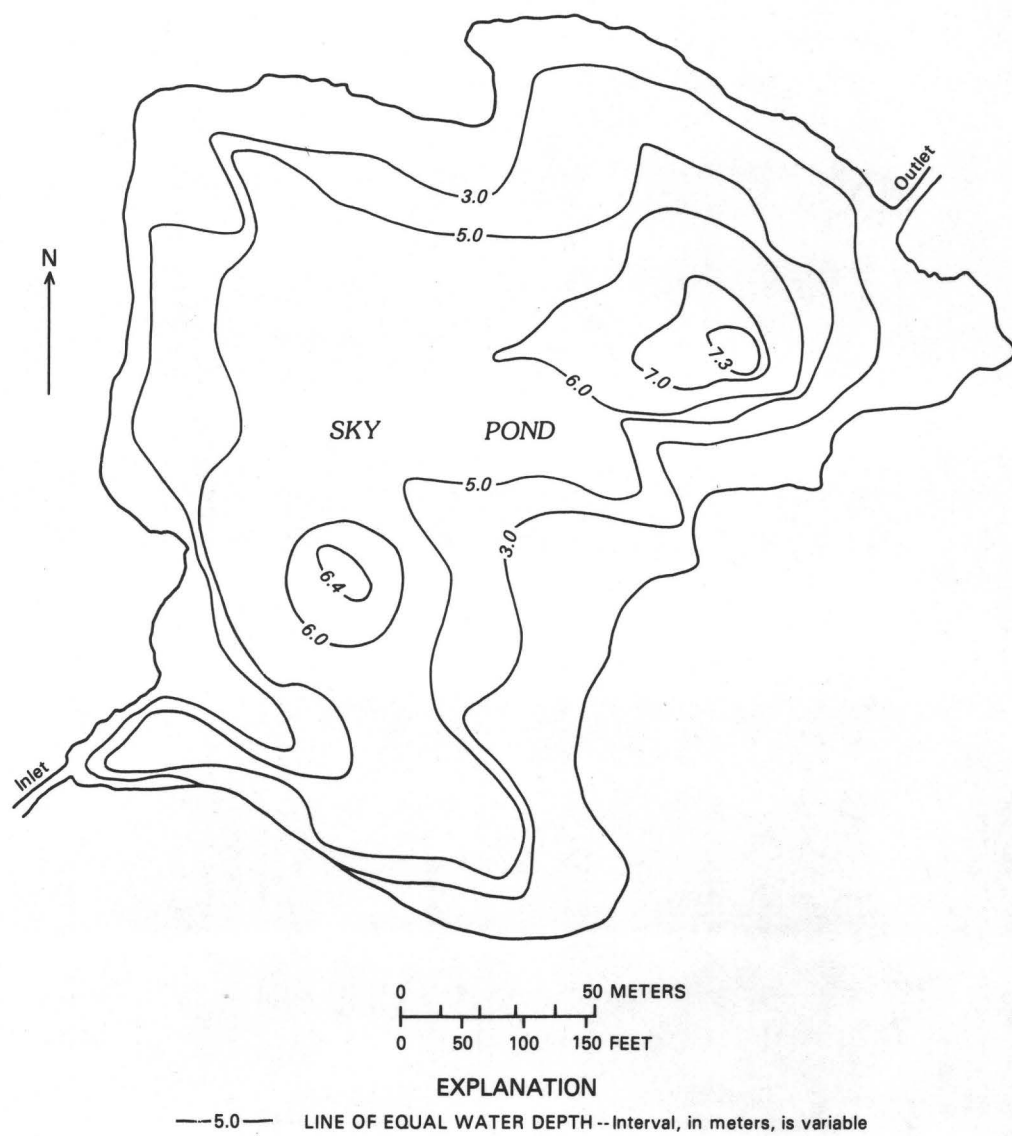 Outlet
3.0
5.0
N
7.3
7.0
6.0
SKY POND
5.0
3.0
6.4
6.0
Inlet
0 50 METERS
0 50 100 150 FEET
EXPLANATION
—5.0— LINE OF EQUAL WATER DEPTH--Interval, in meters, is variable